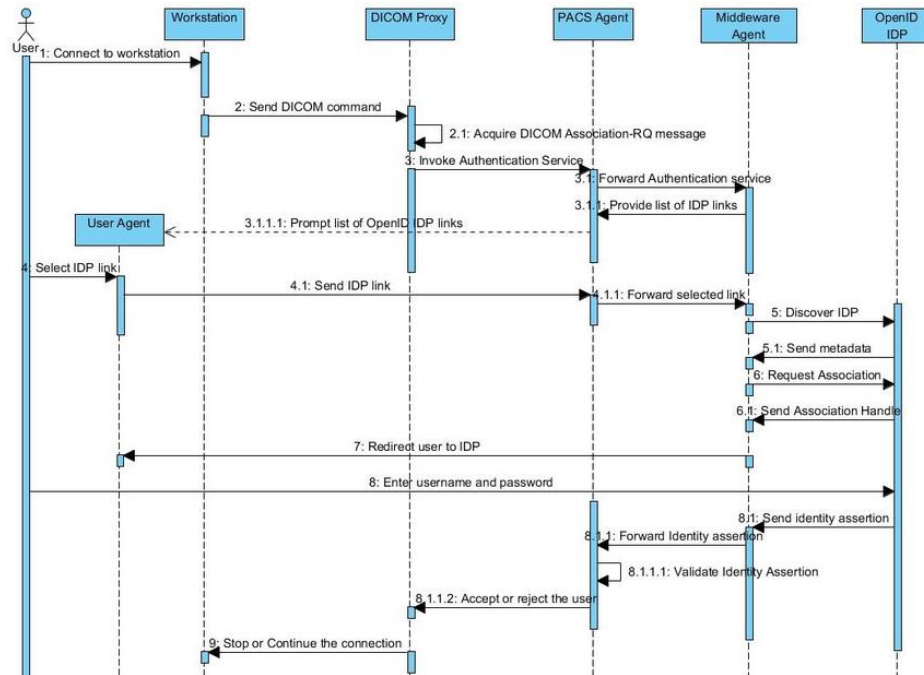 Workstation
DICOM Proxy
PACS Agent
Middleware
Agent
OpenID
IDP
User
1: Connect to workstation
2: Send DICOM command
2.1: Acquire DICOM Association-RQ message
3: Invoke Authentication Service
3.1: Forward Authentication service
3.1.1: Provide list of IDP links
User Agent
3.1.1.1: Prompt list of OpenID IDP links
4: Select IDP link
4.1: Send IDP link
4.1.1: Forward selected link
5: Discover IDP
5.1: Send metadata
6: Request Association
6.1: Send Association Handle
7: Redirect user to IDP
8: Enter username and password
8.1: Send identity assertion
8.1.1: Forward Identity assertion
8.1.1.1: Validate Identity Assertion
8.1.1.2: Accept or reject the user
9: Stop or Continue the connection